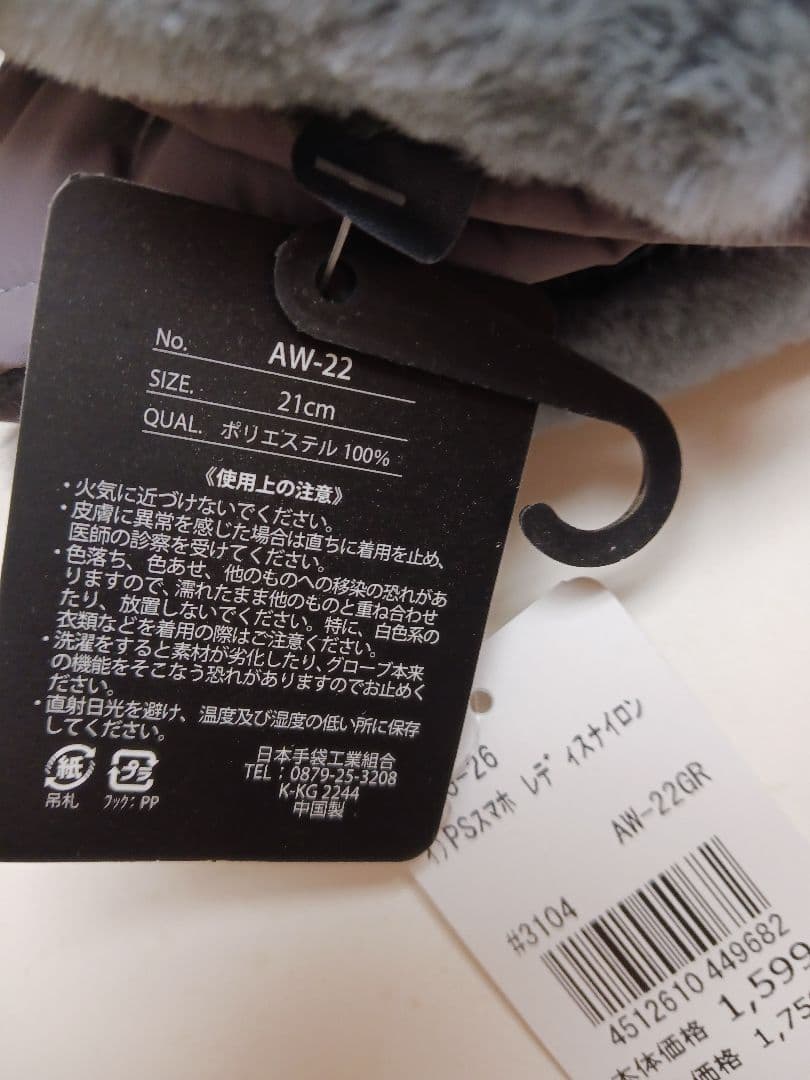 No. AW-22
SIZE. 21cm
QUAL. ポリエステル 100%
《使用上の注意》
・火気に近づけないでください。
・皮膚に異常を感じた場合は直ちに着用を止め、
医師の診察を受けてください。
・色落ち、色あせ、他のものへの移染の恐れがあ
りますので、濡れたまま他のものと重ね合わせ
たり、放置しないでください。特に、白色系の
衣類などを着用の際はご注意ください。
・洗濯をすると素材が劣化したり、グローブ本来
の機能をそこなう恐れがありますのでお止めく
ださい。
・直射日光を避け、温度及び湿度の低い所に保存
してください。
紙
吊札
プラ
フック：PP
日本手袋工業組合
TEL：0879-25-3208
K-KG 2244
中国製
-26
)PSスマホ レディスナイロン
AW-22GR
#3104
4512610 449682
本体価格 1,599
価格 1,75